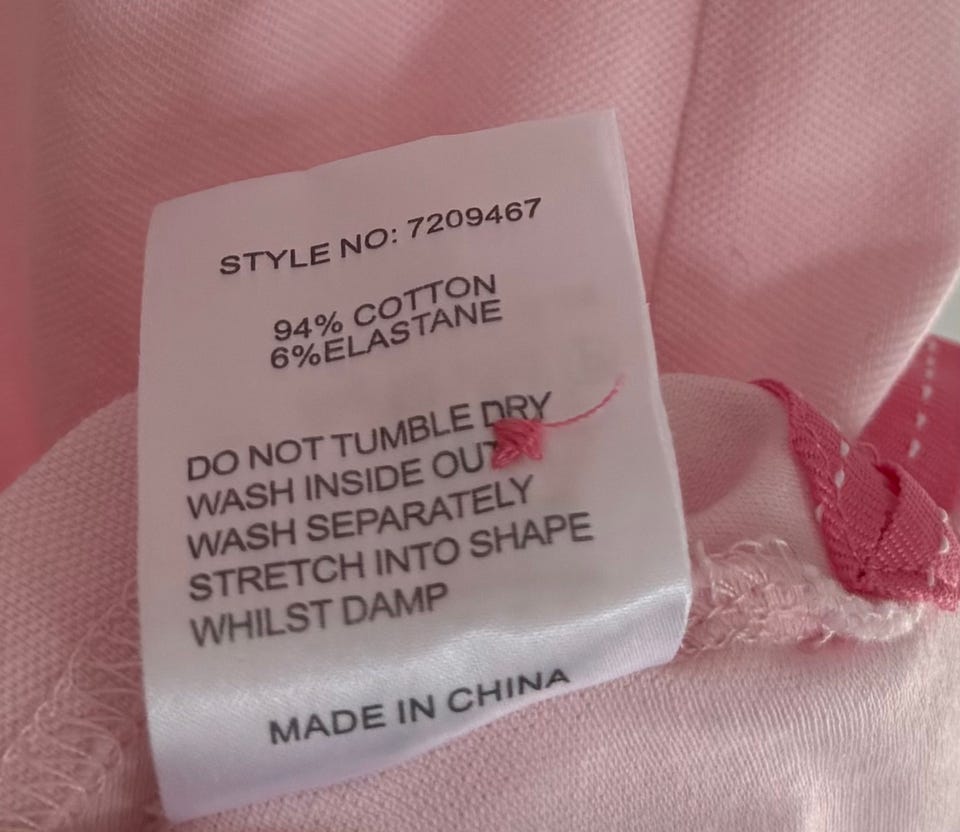 STYLE NO: 7209467
94% COTTON
6%ELASTANE
DO NOT TUMBLE DRY
WASH INSIDE OUT
WASH SEPARATELY
STRETCH INTO SHAPE
WHILST DAMP
MADE IN CHINA